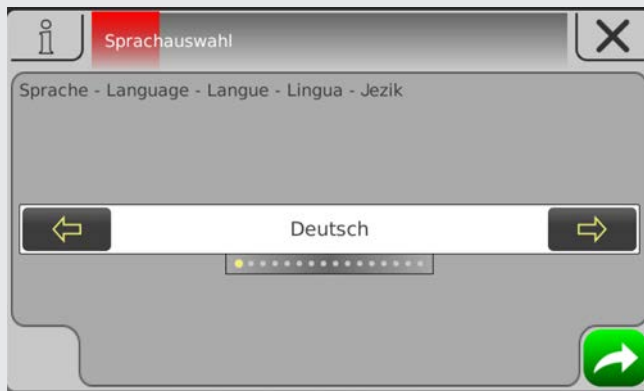 Sprachauswahl
Sprache - Language - Langue - Lingua - Jezik
Deutsch